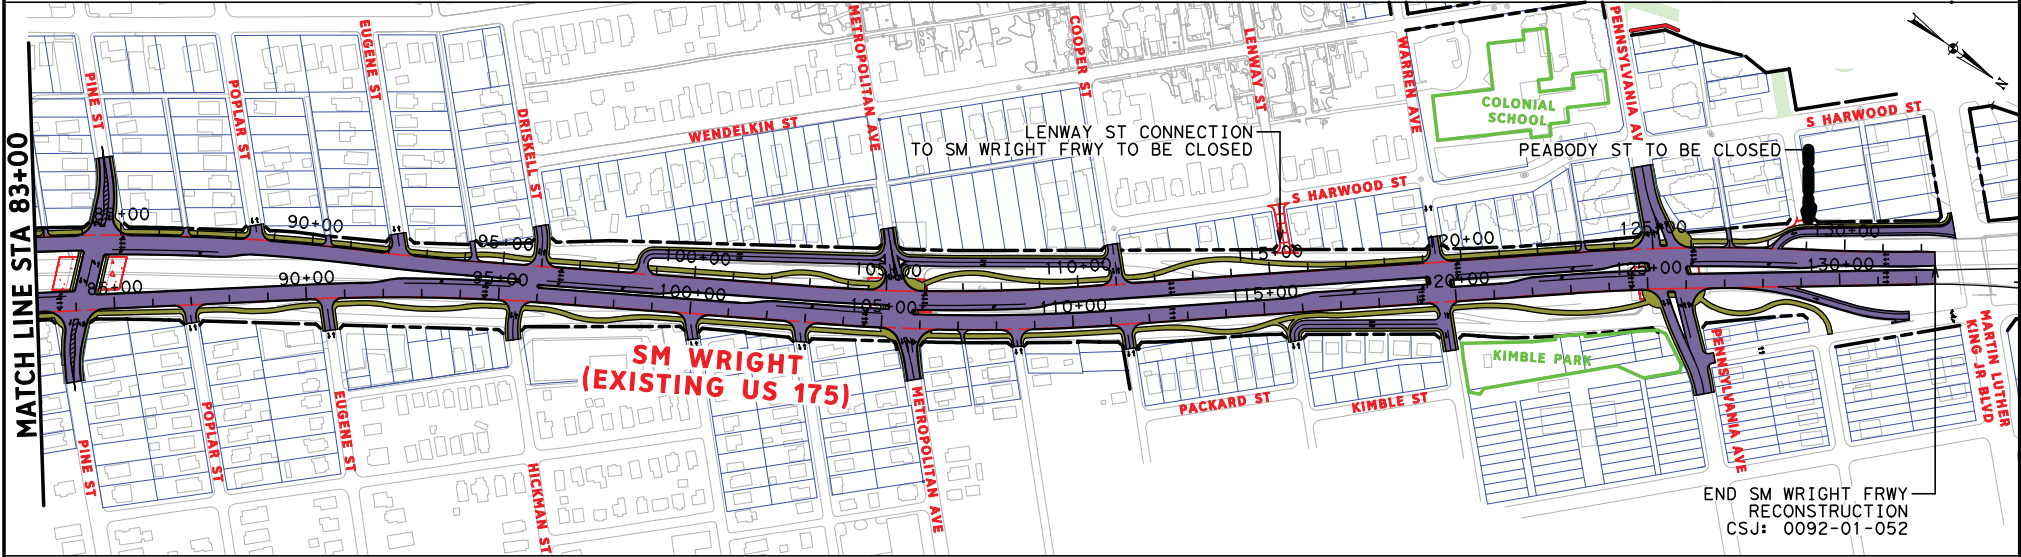 MATCH LINE STA 83+00
PINE ST
POPLAR ST
EUGENE ST
DRISKELL ST
WENDELKIN ST
METROPOLITAN AVE
COOPER ST
LENWAY ST
WARREN AVE
COLONIAL
SCHOOL
PENNSYLVANIA AV
S HARWOOD ST
N
LENWAY ST CONNECTION
TO SM WRIGHT FRWY TO BE CLOSED
PEABODY ST TO BE CLOSED
S HARWOOD ST
85+00
90+00
95+00
100+00
105+00
110+00
115+00
120+00
125+00
130+00
85+00
90+00
95+00
100+00
105+00
110+00
115+00
120+00
125+00
130+00
SM WRIGHT
(EXISTING US 175)
PINE ST
POPLAR ST
EUGENE ST
HICKMAN ST
METROPOLITAN AVE
PACKARD ST
KIMBLE ST
KIMBLE PARK
PENNSYLVANIA AVE
MARTIN LUTHER
KING JR BLVD
END SM WRIGHT FRWY
RECONSTRUCTION
CSJ: 0092-01-052